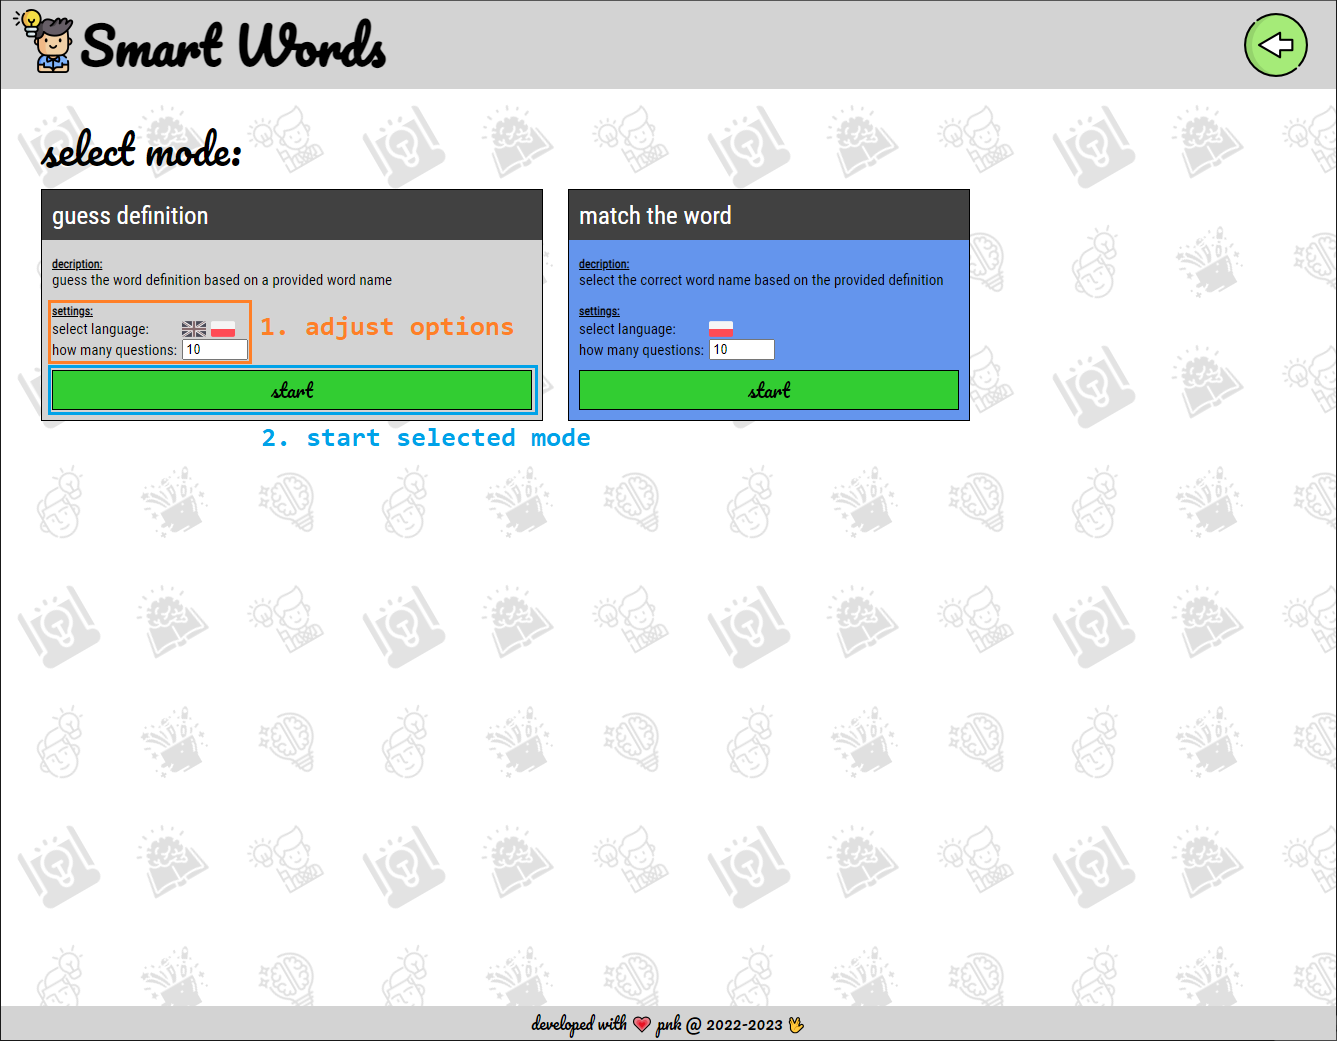 Smart Words
select mode:
guess definition
decription:
guess the word definition based on a provided word name
settings:
select language:
how many questions: 10
1. adjust options
start
2. start selected mode
match the word
decription:
select the correct word name based on the provided definition
settings:
select language:
how many questions: 10
start
developed with ❤️ pnk @ 2022-2023 🖖